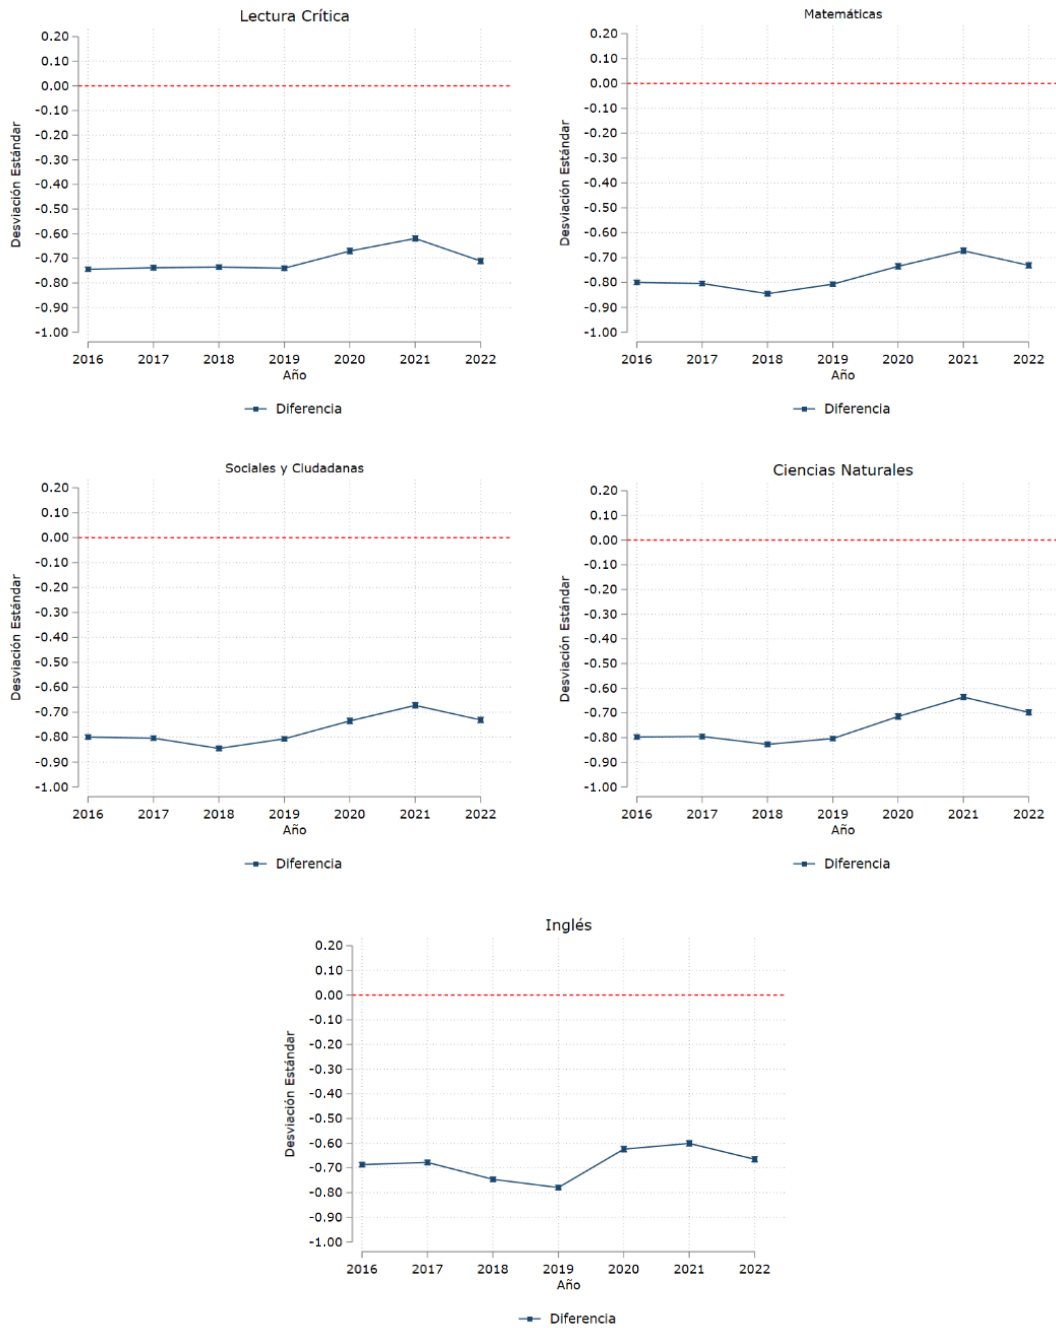 Lectura Crítica
0.20
0.10
0.00
-0.10
-0.20
-0.30
-0.40
-0.50
-0.60
-0.70
-0.80
-0.90
-1.00
Desviación Estándar
2016 2017 2018 2019 2020 2021 2022
Año
Diferencia
Matemáticas
0.20
0.10
0.00
-0.10
-0.20
-0.30
-0.40
-0.50
-0.60
-0.70
-0.80
-0.90
-1.00
Desviación Estándar
2016 2017 2018 2019 2020 2021 2022
Año
Diferencia
Sociales y Ciudadanas
0.20
0.10
0.00
-0.10
-0.20
-0.30
-0.40
-0.50
-0.60
-0.70
-0.80
-0.90
-1.00
Desviación Estándar
2016 2017 2018 2019 2020 2021 2022
Año
Diferencia
Ciencias Naturales
0.20
0.10
0.00
-0.10
-0.20
-0.30
-0.40
-0.50
-0.60
-0.70
-0.80
-0.90
-1.00
Desviación Estándar
2016 2017 2018 2019 2020 2021 2022
Año
Diferencia
Inglés
0.20
0.10
0.00
-0.10
-0.20
-0.30
-0.40
-0.50
-0.60
-0.70
-0.80
-0.90
-1.00
Desviación Estándar
2016 2017 2018 2019 2020 2021 2022
Año
Diferencia